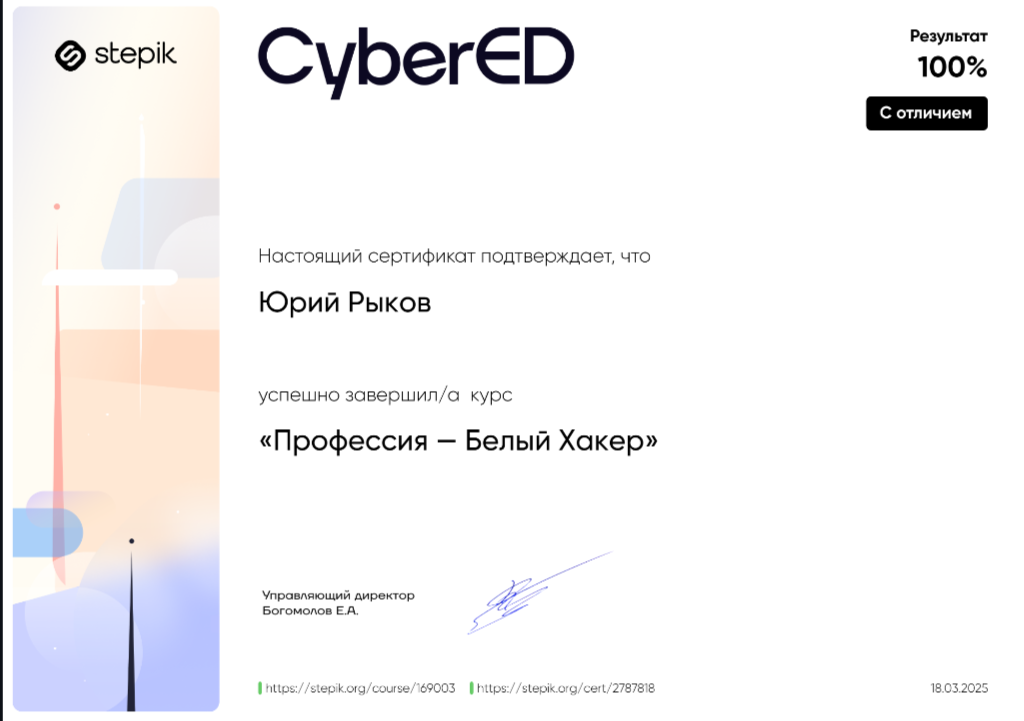 stepik
CyberED
Результат
100%
С отличием
Настоящий сертификат подтверждает, что
Юрий Рыков
успешно завершил/а курс
«Профессия — Белый Хакер»
Управляющий директор
Богомолов Е.А.
https://stepik.org/course/169003 https://stepik.org/cert/2787818
18.03.2025